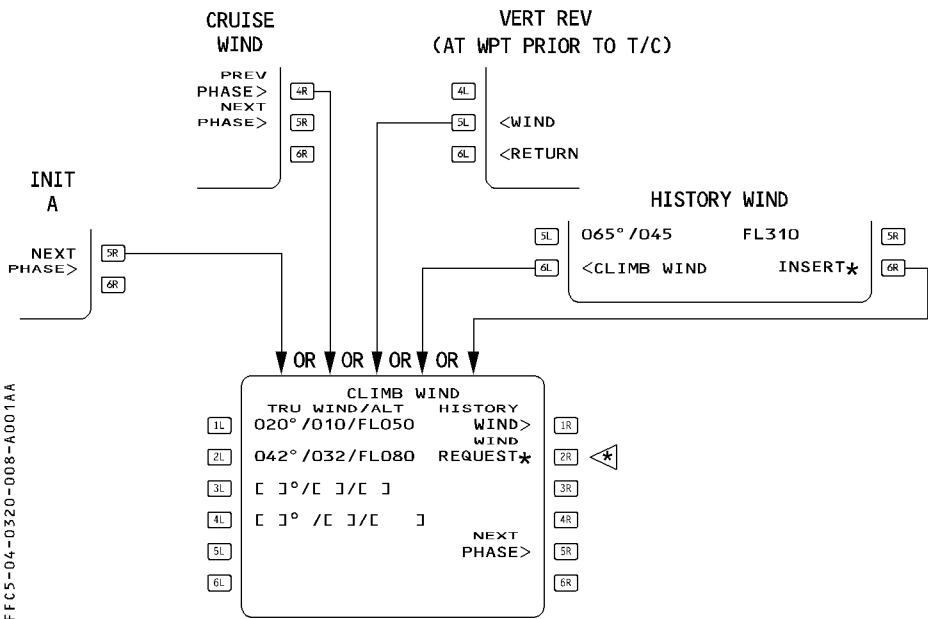 CRUISE
WIND
PREV
PHASE>
NEXT
PHASE>
4R
5R
6R
VERT REV
(AT WPT PRIOR TO T/C)
4L
5L <WIND
6L <RETURN
INIT
A
NEXT
PHASE>
5R
6R
HISTORY WIND
5L 065°/045 FL310 5R
6L <CLIMB WIND INSERT* 6R
OR OR OR OR
CLIMB WIND
TRU WIND/ALT HISTORY
1L 020°/010/FL050 WIND> 1R
WIND
2L 042°/032/FL080 REQUEST* 2R *
3L [ ]°/[ ]/[ ] 3R
4L [ ]° /[ ]/[ ] 4R
NEXT
5L PHASE> 5R
6L 6R
FFC5-04-0320-008-A001AA